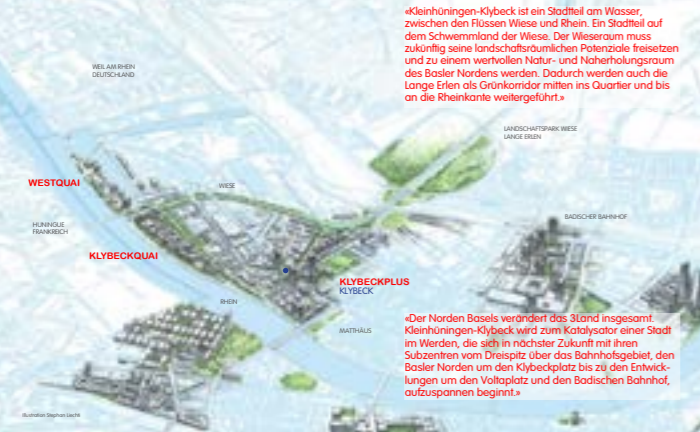 «Kleinhüningen-Klybeck ist ein Stadtteil am Wasser,
zwischen den Flüssen Wiese und Rhein. Ein Stadtteil auf
dem Schwemmland der Wiese. Der Wieseraum muss
zukünftig seine landschaftsräumlichen Potenziale freisetzen
und zu einem wertvollen Natur- und Naherholungsraum
des Basler Nordens werden. Dadurch werden auch die
Lange Erlen als Grünkorridor mitten ins Quartier und bis
an die Rheinkante weitergeführt.»
WEIL AM RHEIN
DEUTSCHLAND
LANDSCHAFTSPARK WIESE
LANGE ERLEN
WESTQUAI
WIESE
BADISCHER BAHNHOF
HUNINGUE
FRANKREICH
KLYBECKQUAI
KLYBECKPLUS
KLYBECK
RHEIN
MATTHÄUS
«Der Norden Basels verändert das 3Land insgesamt.
Kleinhüningen-Klybeck wird zum Katalysator einer Stadt
im Werden, die sich in nächster Zukunft mit ihren
Subzentren vom Dreispitz über das Bahnhofsgebiet, den
Basler Norden um den Klybeckplatz bis zu den Entwick-
lungen um den Voltaplatz und den Badischen Bahnhof,
aufzuspannen beginnt.»
Illustration Stephan Liechti